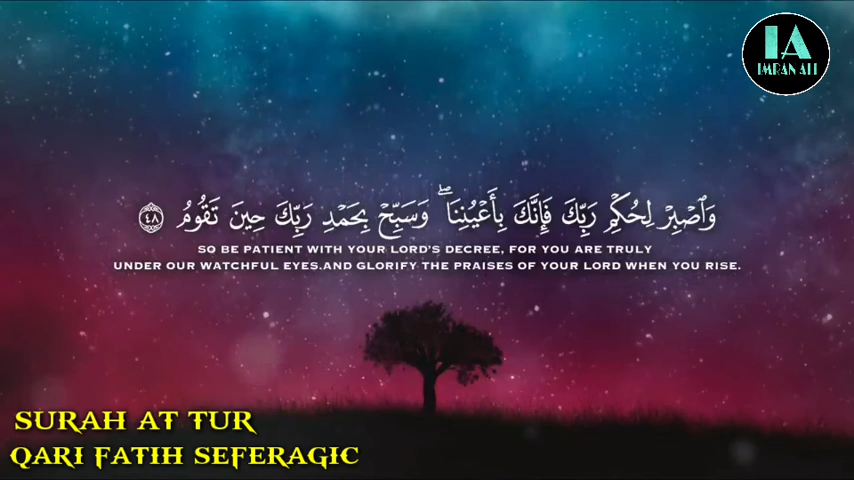 IA
IMRAN ALI
وَٱصْبِرْ لِحُكْمِ رَبِّكَ فَإِنَّكَ بِأَعْيُنِنَا ۖ وَسَبِّحْ بِحَمْدِ رَبِّكَ حِينَ تَقُومُ ٤٨
SO BE PATIENT WITH YOUR LORD'S DECREE, FOR YOU ARE TRULY
UNDER OUR WATCHFUL EYES.AND GLORIFY THE PRAISES OF YOUR LORD WHEN YOU RISE.
SURAH AT TUR
QARI FATIH SEFERAGIC